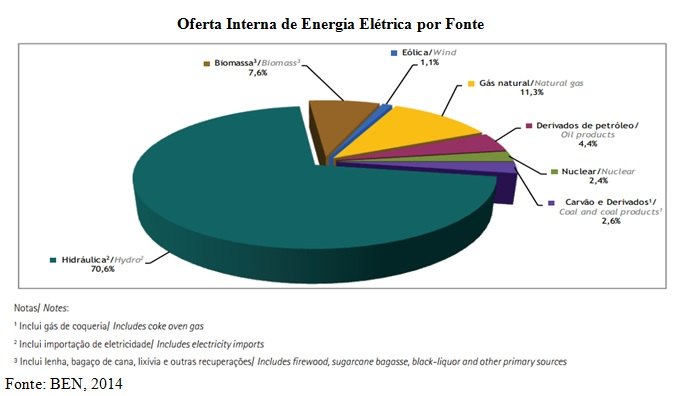 Oferta Interna de Energia Elétrica por Fonte
Eólica/Wind
1,1%
Biomassa³/Biomass³
7,6%
Gás natural/Natural gas
11,3%
Derivados de petróleo/
Oil products
4,4%
Nuclear/Nuclear
2,4%
Carvão e Derivados¹/
Coal and coal products¹
2,6%
Hidráulica²/Hydro²
70,6%
Notas/ Notes:
¹ Inclui gás de coqueria/ Includes coke oven gas
² Inclui importação de eletricidade/ Includes electricity imports
³ Inclui lenha, bagaço de cana, lixívia e outras recuperações/ Includes firewood, sugarcane bagasse, black-liquor and other primary sources
Fonte: BEN, 2014